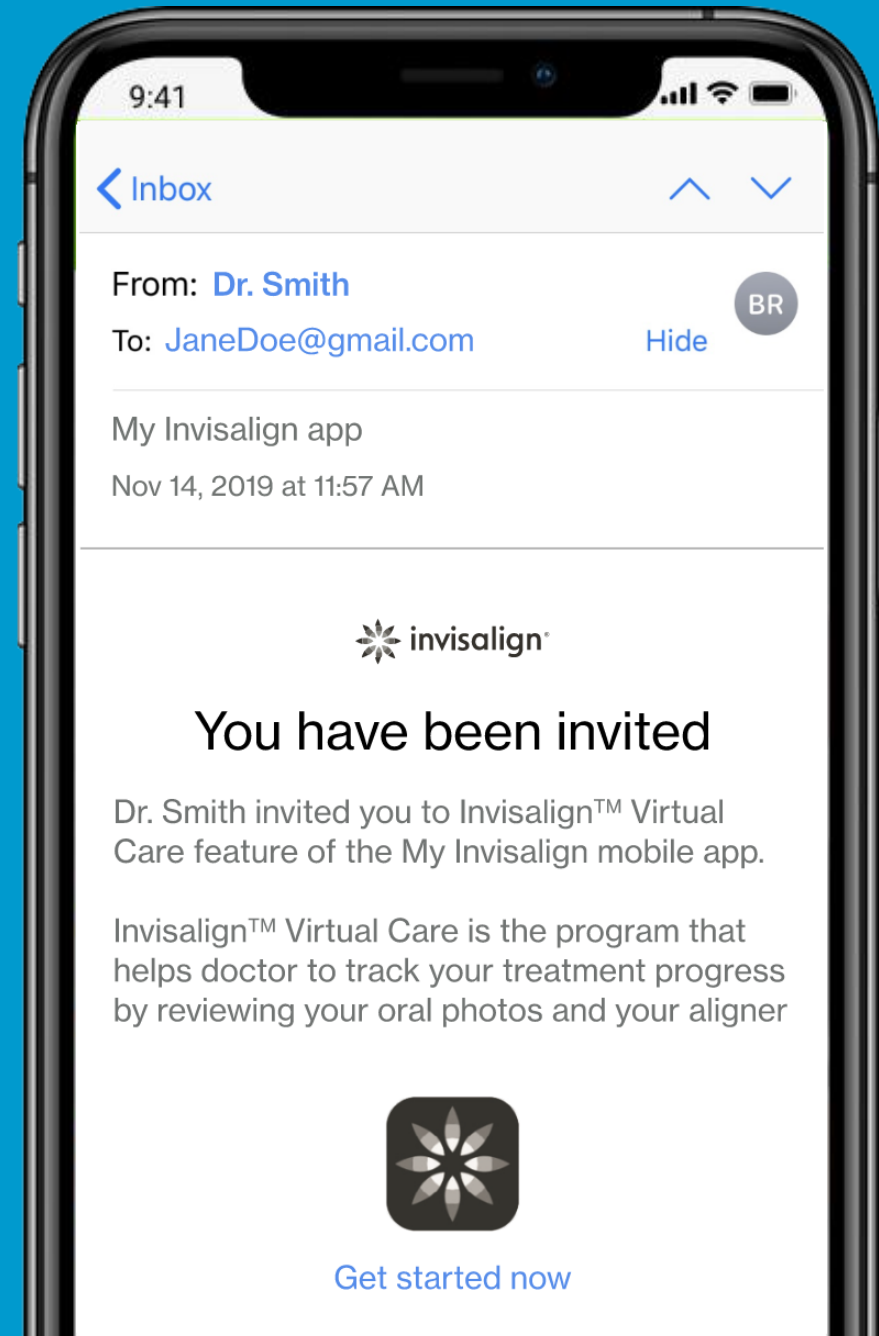 9:41
Inbox
From: Dr. Smith
BR
To: JaneDoe@gmail.com Hide
My Invisalign app
Nov 14, 2019 at 11:57 AM
invisalign®
You have been invited
Dr. Smith invited you to Invisalign™ Virtual
Care feature of the My Invisalign mobile app.
Invisalign™ Virtual Care is the program that
helps doctor to track your treatment progress
by reviewing your oral photos and your aligner
Get started now